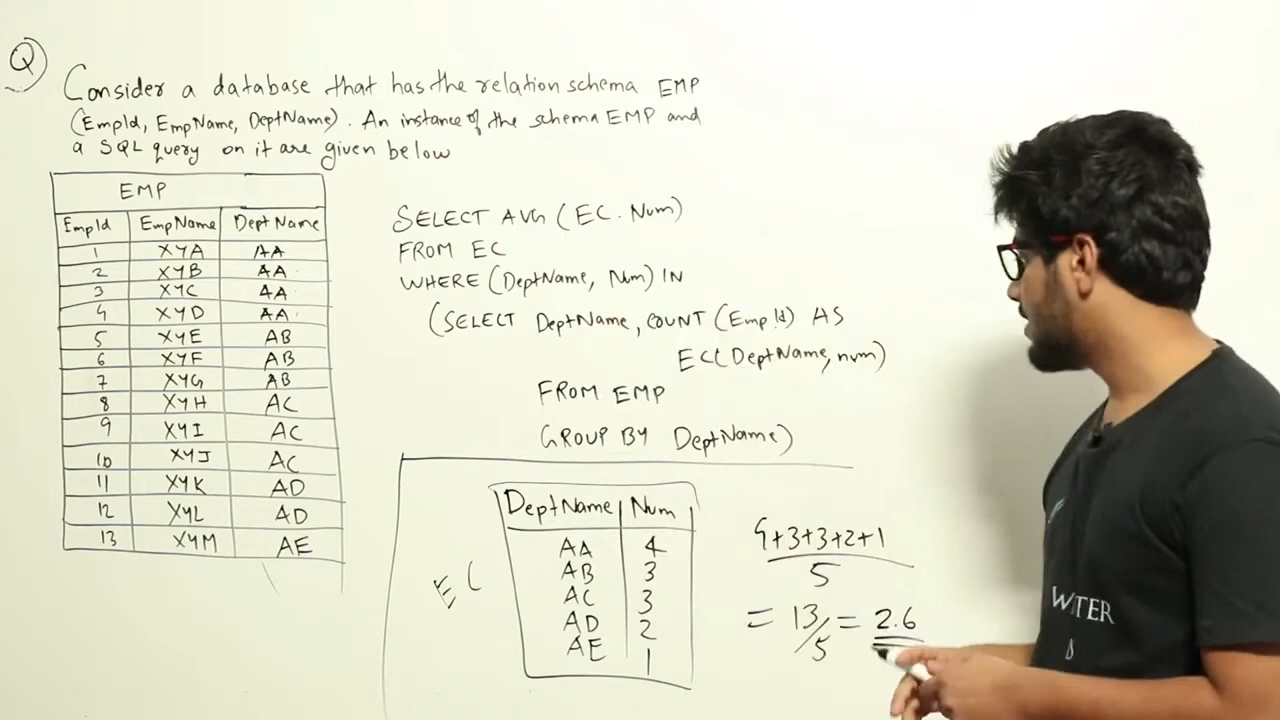 Q)
Consider a database that has the relation schema EMP
(EmpId, EmpName, DeptName). An instance of the schema EMP and
a SQL query on it are given below
EMP
EmpId EmpName DeptName
1 XYA AA
2 XYB AA
3 XYC AA
4 XYD AA
5 XYE AB
6 XYF AB
7 XYG AB
8 XYH AC
9 XYI AC
10 XYJ AC
11 XYK AD
12 XYL AD
13 XYM AE
SELECT AVG (EC.Num)
FROM EC
WHERE (DeptName, Num) IN
(SELECT DeptName, COUNT (EmpId) AS
EC(DeptName, num)
FROM EMP
GROUP BY DeptName)
EC
DeptName Num
AA 4
AB 3
AC 3
AD 2
AE 1
4+3+3+2+1
5
= 13/5 = 2.6